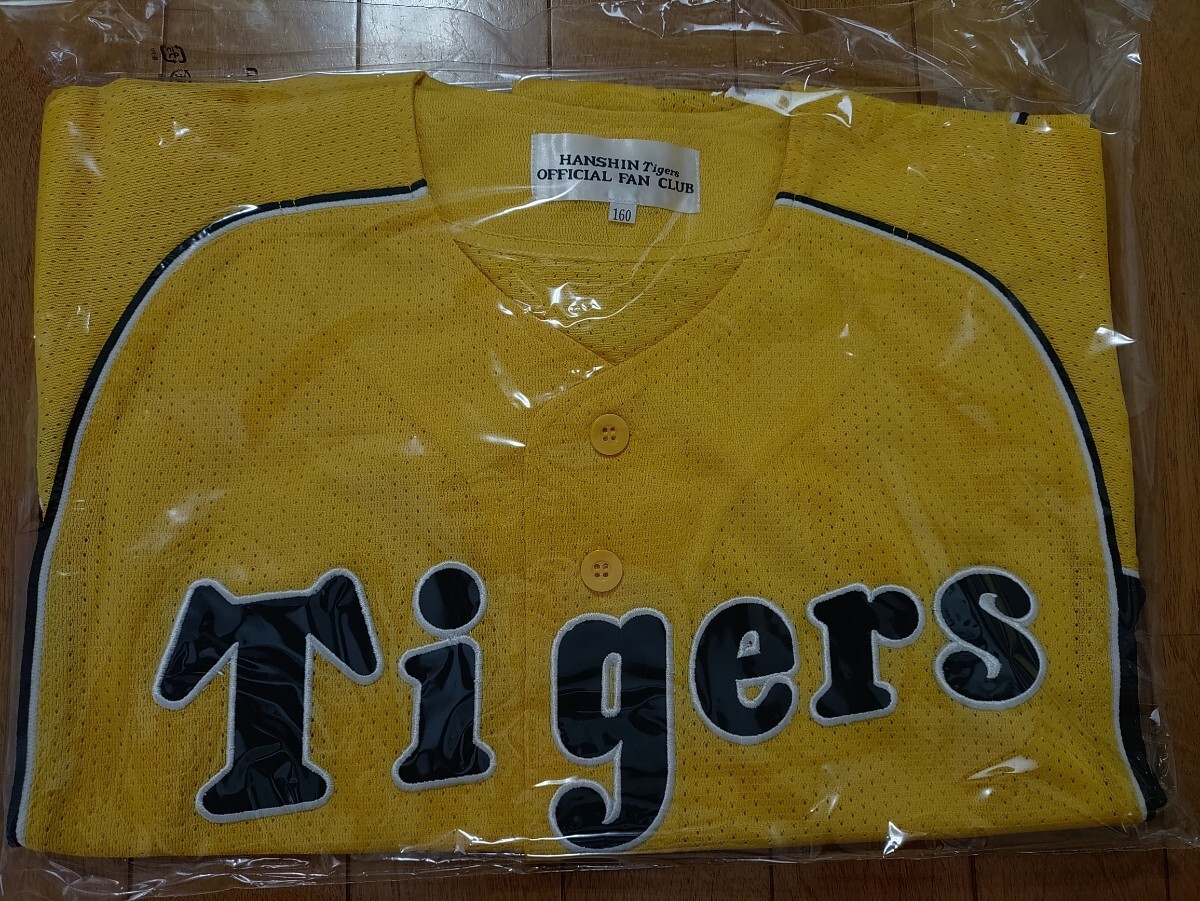 HANSHIN Tigers
OFFICIAL FAN CLUB
160
Tigers